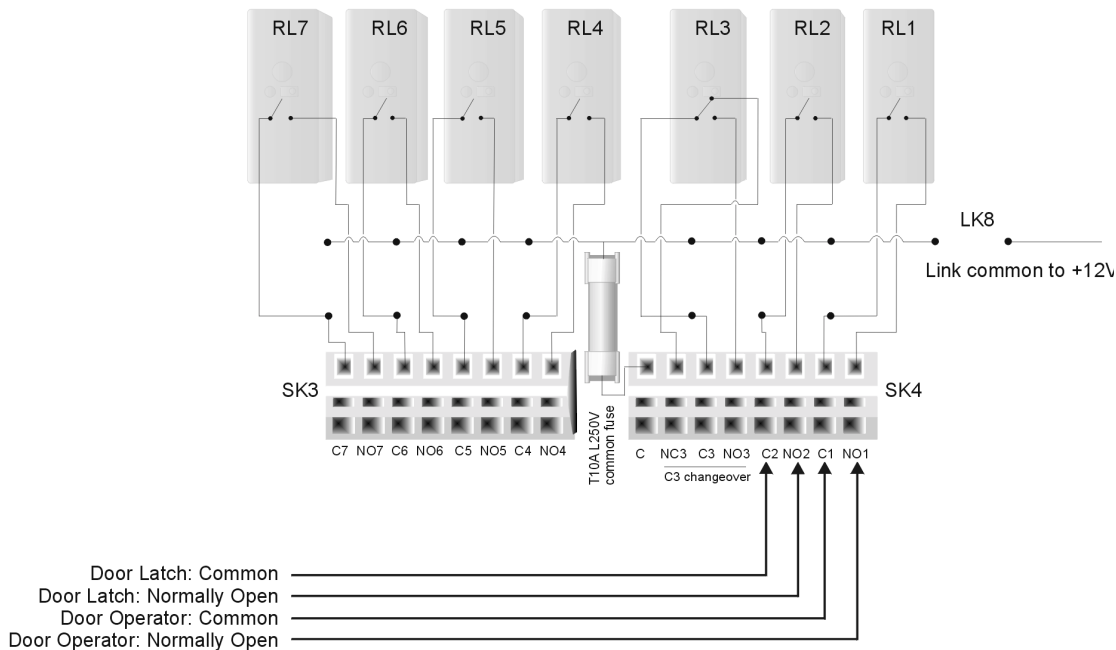 RL7 RL6 RL5 RL4 RL3 RL2 RL1
LK8
Link common to +12V
SK3
SK4
T10A L250V
common fuse
C7 NO7 C6 NO6 C5 NO5 C4 NO4
C NC3 C3 NO3 C2 NO2 C1 NO1
C3 changeover
Door Latch: Common
Door Latch: Normally Open
Door Operator: Common
Door Operator: Normally Open